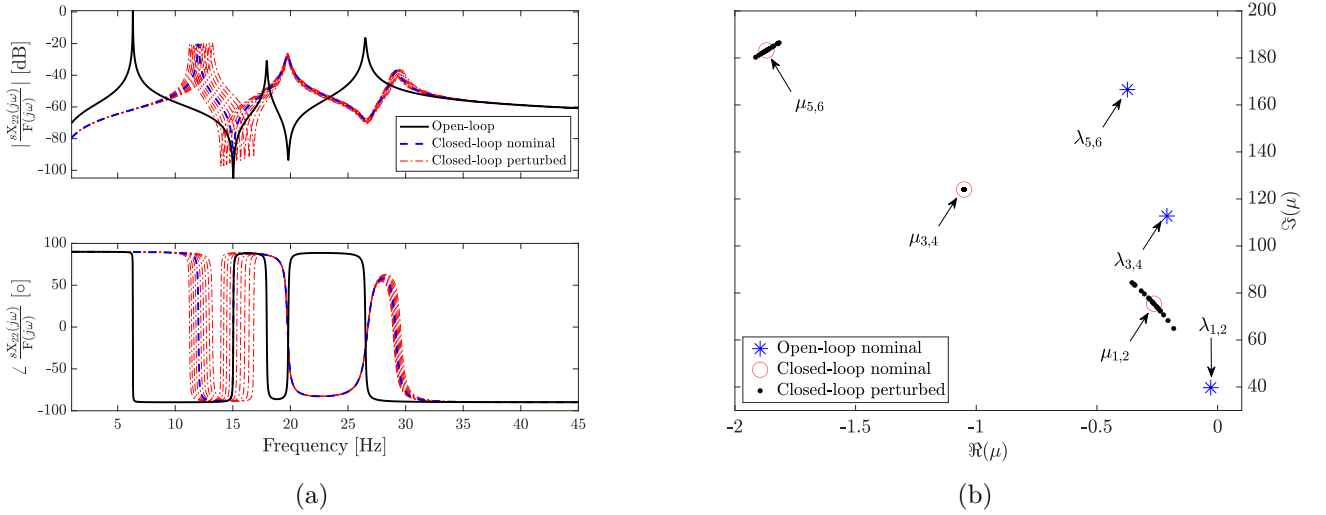 |sX₂₂(jω)/F(jω)| [dB]
0
-20
-40
-60
-80
-100
Open-loop
Closed-loop nominal
Closed-loop perturbed
∠ sX₂₂(jω)/F(jω) [○]
100
50
0
-50
-100
5 10 15 20 25 30 35 40 45
Frequency [Hz]
(a)
μ₅,₆
λ₅,₆
μ₃,₄
λ₃,₄
λ₁,₂
μ₁,₂
Open-loop nominal
Closed-loop nominal
Closed-loop perturbed
200
180
160
140
120
100
80
60
40
ℑ(μ)
-2 -1.5 -1 -0.5 0
ℜ(μ)
(b)